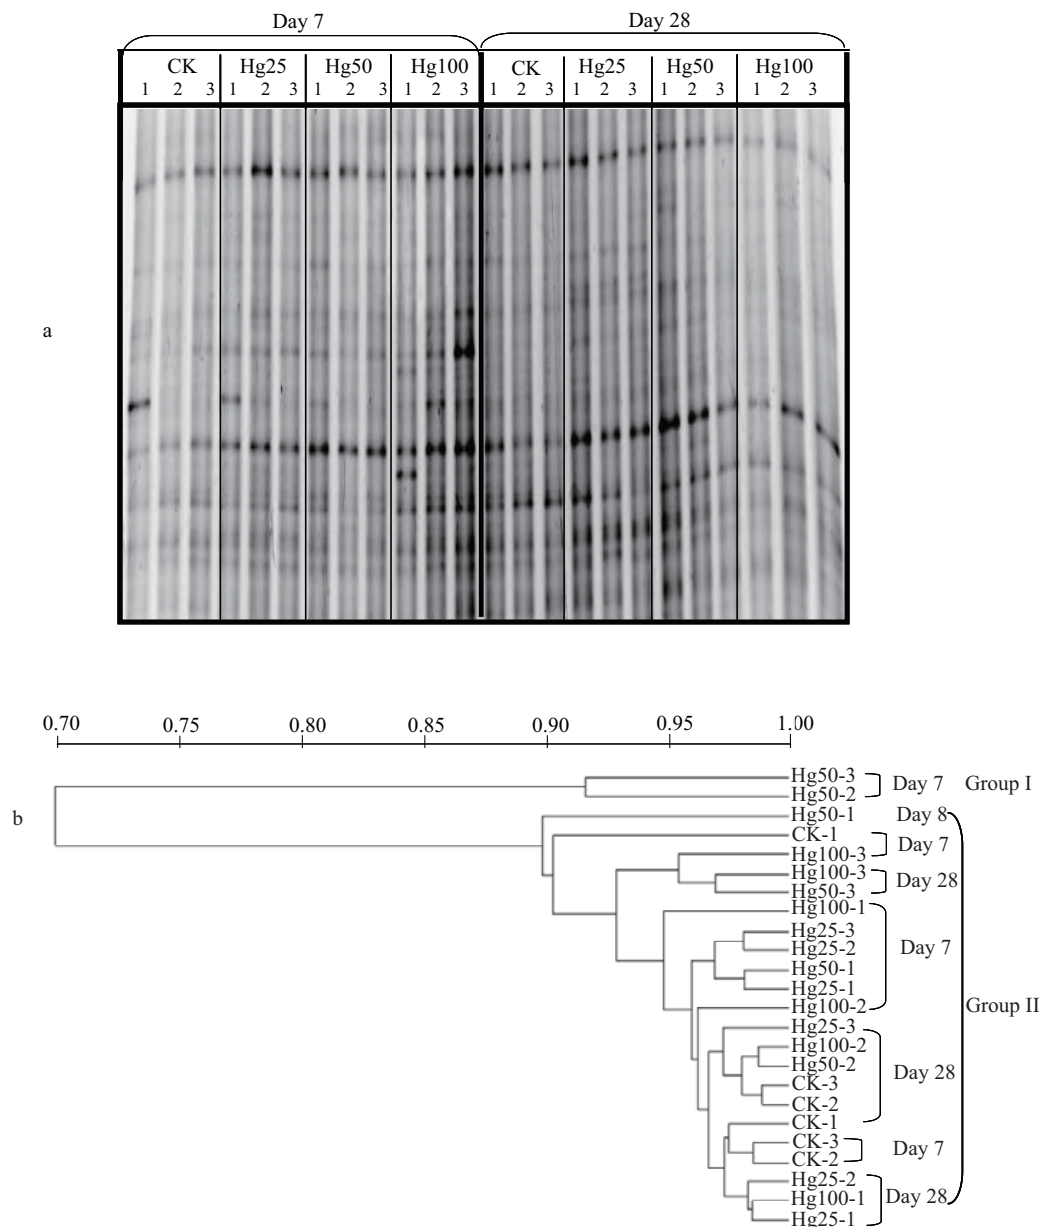 Day 7 Day 28
CK Hg25 Hg50 Hg100 CK Hg25 Hg50 Hg100
1 2 3 1 2 3 1 2 3 1 2 3 1 2 3 1 2 3 1 2 3 1 2 3
a
0.70 0.75 0.80 0.85 0.90 0.95 1.00
b
Hg50-3
Day 7 Group I
Hg50-2
Hg50-1 Day 8
CK-1
Day 7
Hg100-3
Hg100-3
Day 28
Hg50-3
Hg100-1
Hg25-3
Day 7
Hg25-2
Hg50-1
Hg25-1
Hg100-2
Group II
Hg25-3
Hg100-2
Hg50-2
Day 28
CK-3
CK-2
CK-1
CK-3
Day 7
CK-2
Hg25-2
Day 28
Hg100-1
Hg25-1